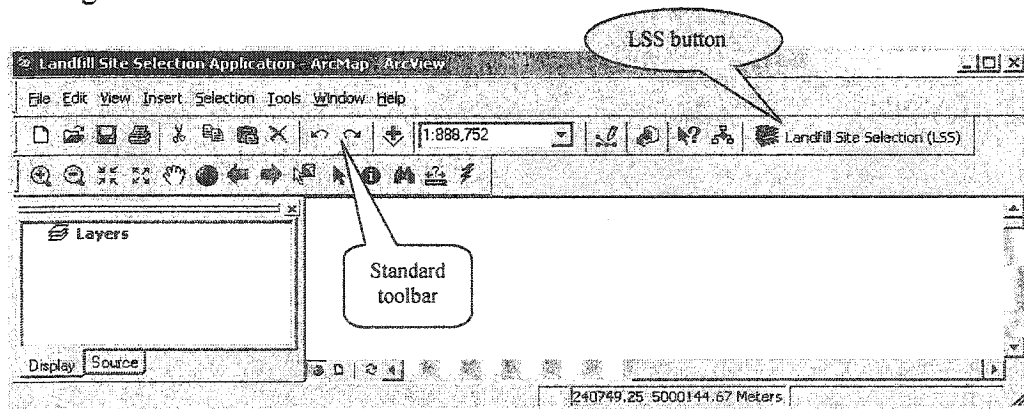 LSS button
Landfill Site Selection Application - ArcMap - ArcView
File Edit View Insert Selection Tools Window Help
1:888,752
Landfill Site Selection (LSS)
Layers
Standard
toolbar
Display Source
240749.25 5000144.67 Meters